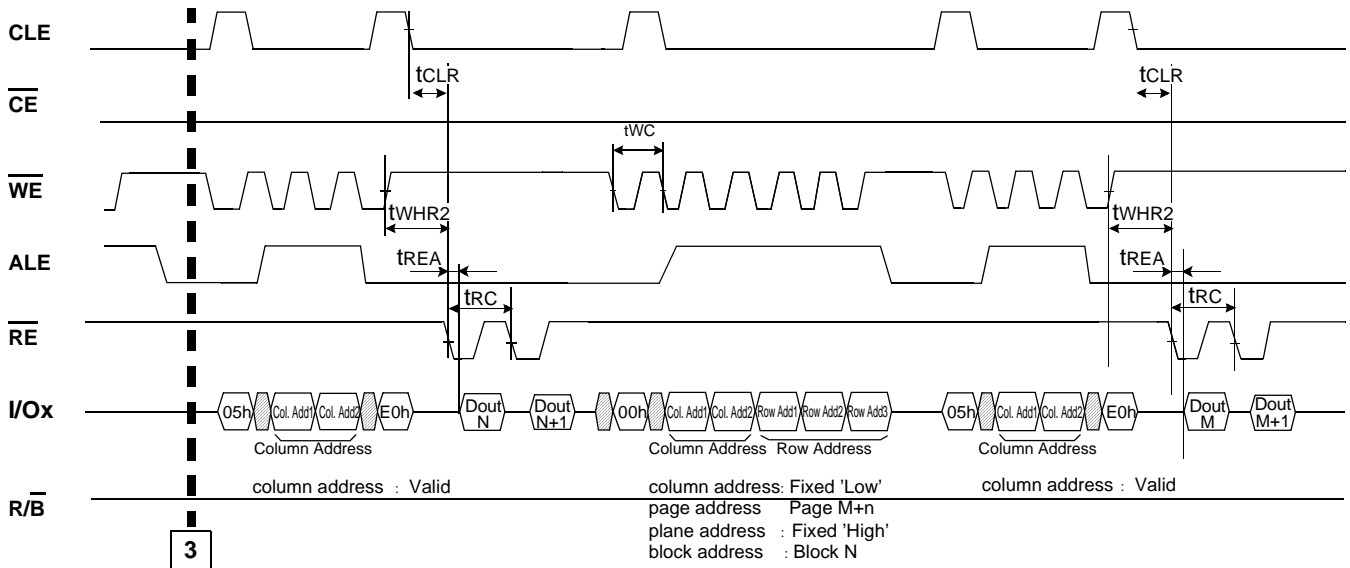 CLE
tCLR
tCLR
CE
tWC
WE
tWHR2
tWHR2
ALE
tREA
tREA
tRC
tRC
RE
I/Ox
05h Col. Add1 Col. Add2 E0h Dout N Dout N+1 00h Col. Add1 Col. Add2 Row Add1 Row Add2 Row Add3 05h Col. Add1 Col. Add2 E0h Dout M Dout M+1
Column Address Column Address Row Address Column Address
column address : Valid
column address: Fixed 'Low'
page address Page M+n
plane address : Fixed 'High'
block address : Block N
column address : Valid
R/B
3